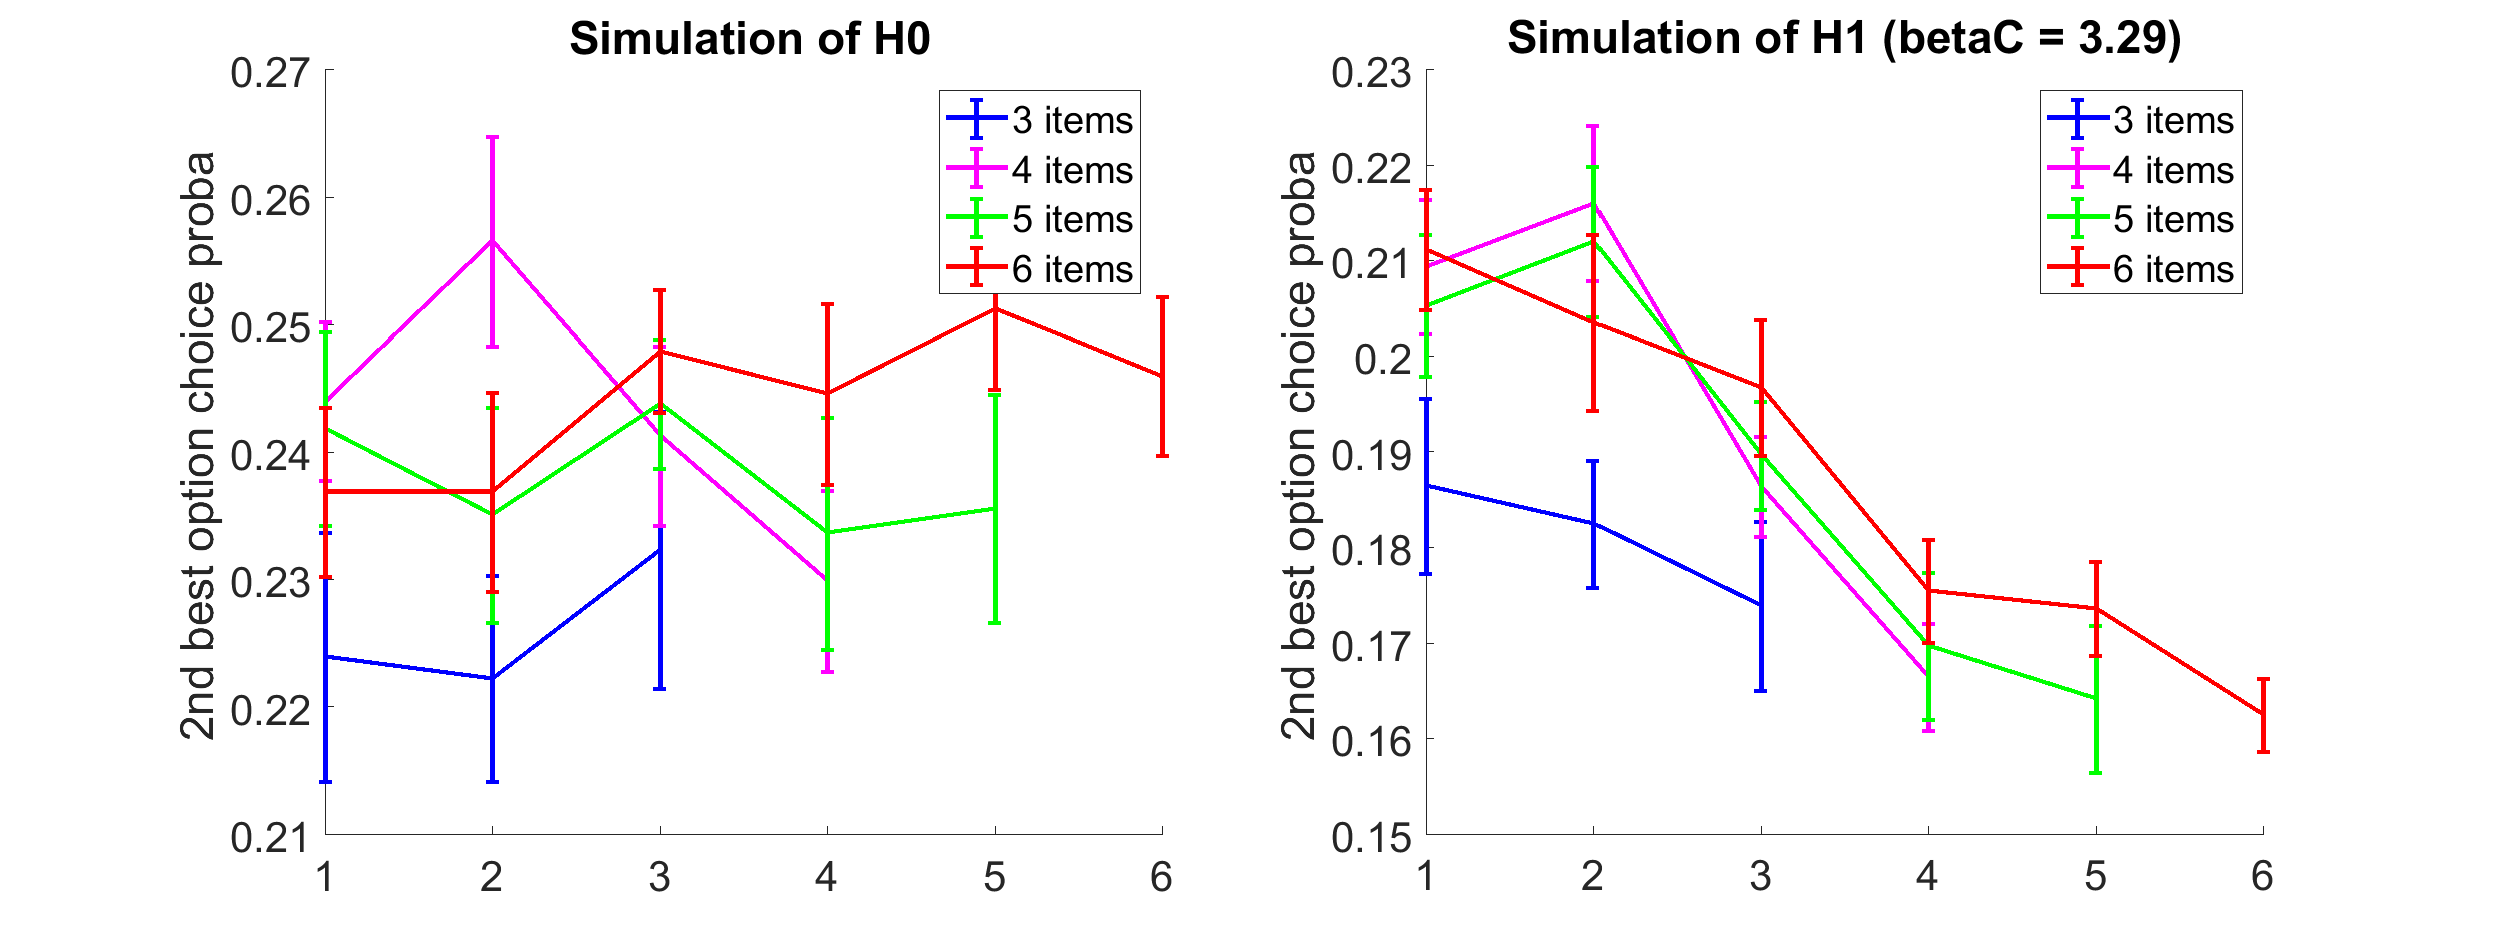 Simulation of H0
0.27
0.26
0.25
0.24
0.23
0.22
0.21
2nd best option choice proba
3 items
4 items
5 items
6 items
1 2 3 4 5 6
Simulation of H1 (betaC = 3.29)
0.23
0.22
0.21
0.2
0.19
0.18
0.17
0.16
0.15
2nd best option choice proba
3 items
4 items
5 items
6 items
1 2 3 4 5 6